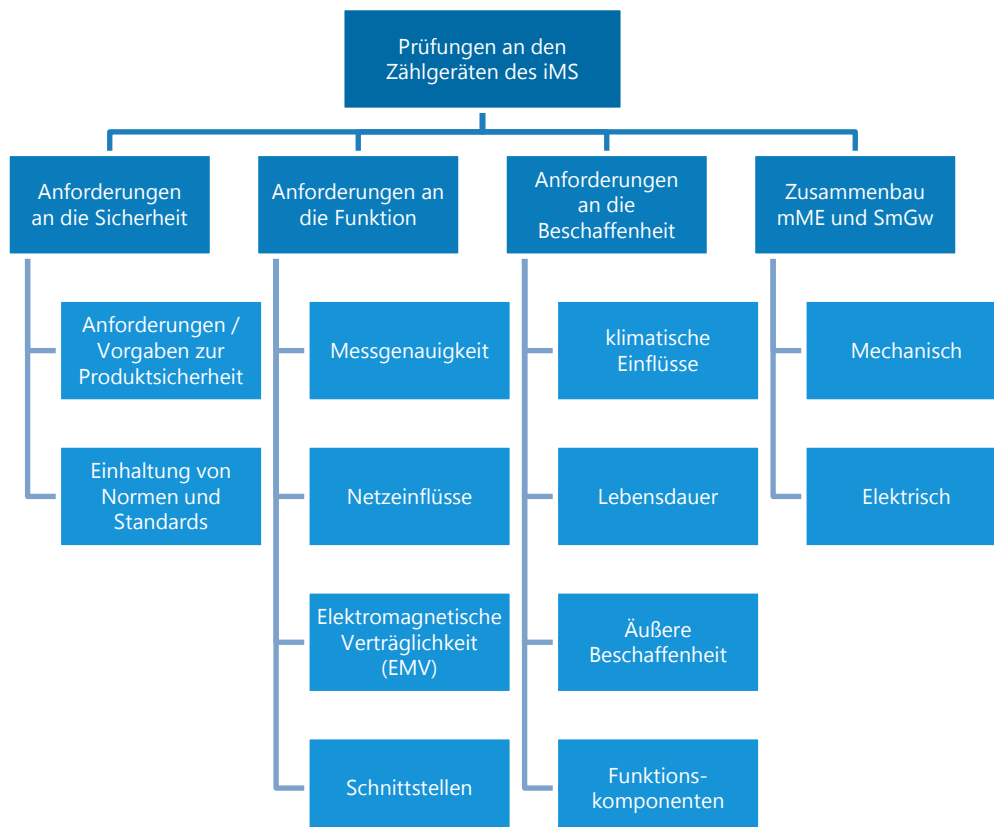 Prüfungen an den
Zählgeräten des iMS
Anforderungen
an die Sicherheit
Anforderungen an
die Funktion
Anforderungen
an die
Beschaffenheit
Zusammenbau
mME und SmGw
Anforderungen /
Vorgaben zur
Produktsicherheit
Messgenauigkeit
klimatische
Einflüsse
Mechanisch
Einhaltung von
Normen und
Standards
Netzeinflüsse
Lebensdauer
Elektrisch
Elektromagnetische
Verträglichkeit
(EMV)
Äußere
Beschaffenheit
Schnittstellen
Funktions-
komponenten